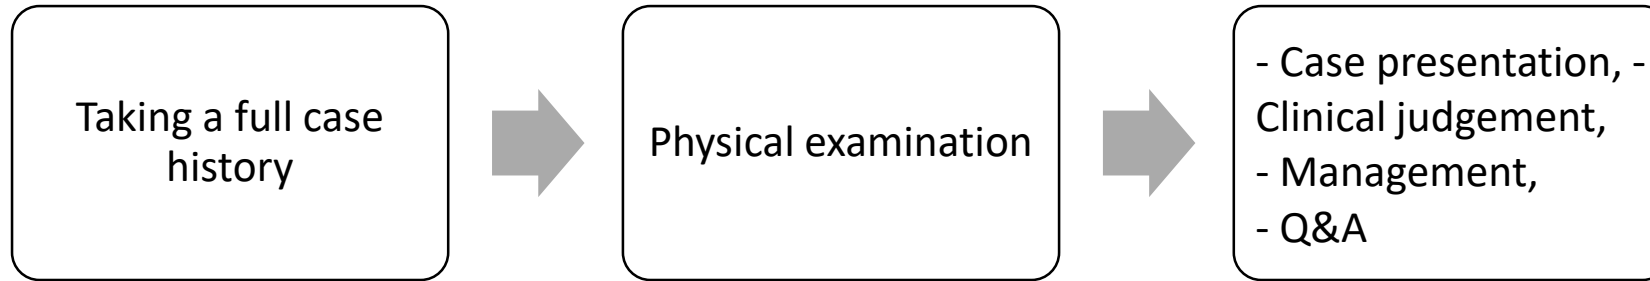 Taking a full case
history
Physical examination
- Case presentation, -
Clinical judgement,
- Management,
- Q&A